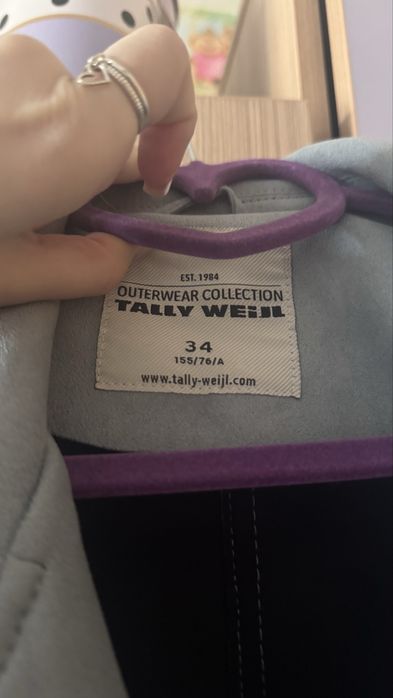 EST. 1984
OUTERWEAR COLLECTION
TALLY WEiJL
34
155/76/A
www.tally-weijl.com